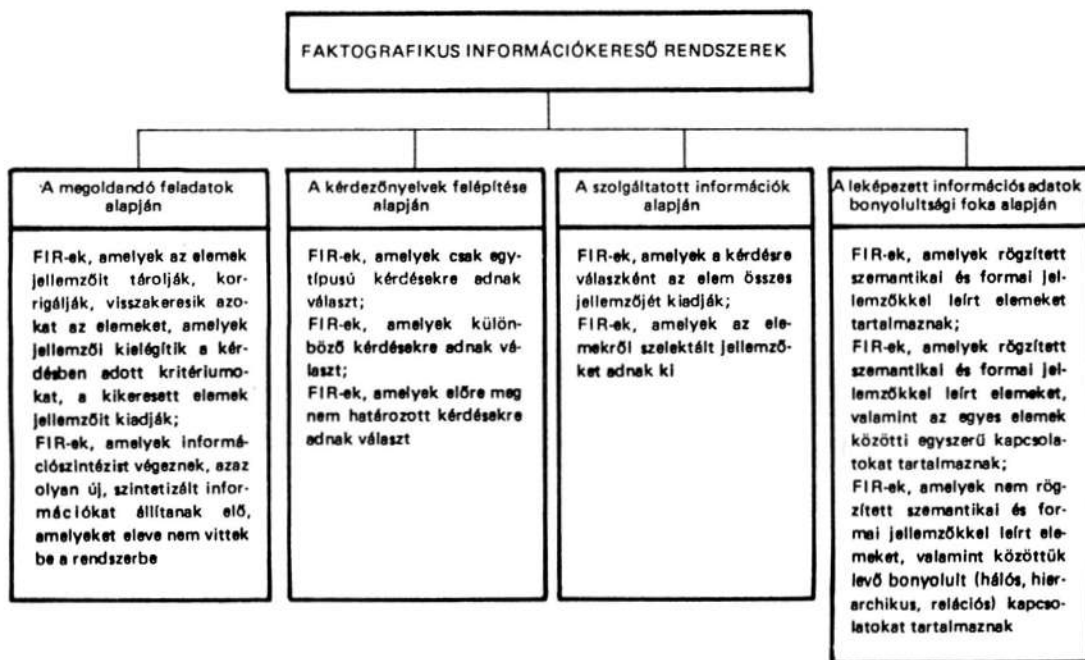 FAKTOGRAFIKUS INFORMÁCIÓKERESŐ RENDSZEREK
A megoldandó feladatok
alapján
FIR-ek, amelyek az elemek
jellemzőit tárolják, kor-
rigálják, visszakeresik azo-
kat az elemeket, amelyek
jellemzői kielégítik a kér-
désben adott kritériumo-
kat, a kikeresett elemek
jellemzőit kiadják;
FIR-ek, amelyek informá-
ciószintézist végeznek, azaz
olyan új, szintetizált infor-
mációkat állítanak elő,
amelyeket eleve nem vittek
be a rendszerbe
A kérdezőnyelvek felépítése
alapján
FIR-ek, amelyek csak egy-
típusú kérdésekre adnak
választ;
FIR-ek, amelyek külön-
böző kérdésekre adnak vá-
laszt;
FIR-ek, amelyek előre meg
nem határozott kérdésekre
adnak választ
A szolgáltatott információk
alapján
FIR-ek, amelyek a kérdésre
válaszként az elem összes
jellemzőjét kiadják;
FIR-ek, amelyek az ele-
mekről szelektált jellemző-
ket adnak ki
A leképezett információs adatok
bonyolultsági foka alapján
FIR-ek, amelyek rögzített
szemantikai és formai jel-
lemzőkkel leírt elemeket
tartalmaznak;
FIR-ek, amelyek rögzített
szemantikai és formai jel-
lemzőkkel leírt elemeket,
valamint az egyes elemek
közötti egyszerű kapcsola-
tokat tartalmaznak;
FIR-ek, amelyek nem rög-
zített szemantikai és for-
mai jellemzőkkel leírt ele-
meket, valamint közöttük
levő bonyolult (hálós, hier-
archikus, relációs) kapcso-
latokat tartalmaznak